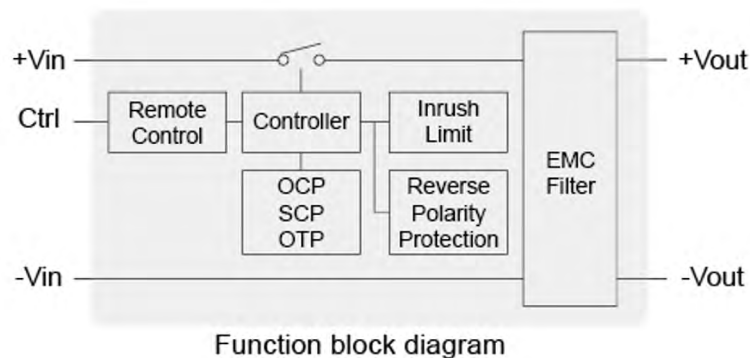 +Vin
+Vout
Ctrl
Remote
Control
Controller
Inrush
Limit
EMC
Filter
OCP
SCP
OTP
Reverse
Polarity
Protection
-Vin
-Vout
Function block diagram